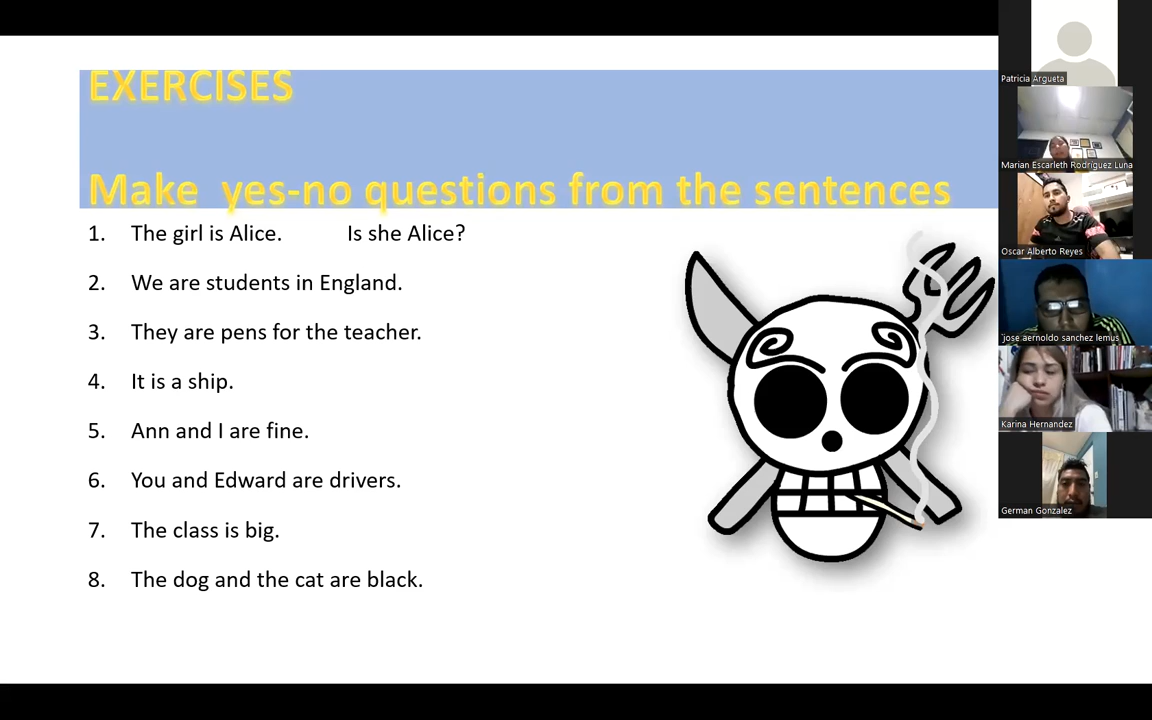 EXERCISES
Make yes-no questions from the sentences
1. The girl is Alice. Is she Alice?
2. We are students in England.
3. They are pens for the teacher.
4. It is a ship.
5. Ann and I are fine.
6. You and Edward are drivers.
7. The class is big.
8. The dog and the cat are black.
Patricia Argueta
Marian Escarleth Rodríguez Luna
Oscar Alberto Reyes
jose aernoldo sanchez lemus
Karina Hernandez
German Gonzalez